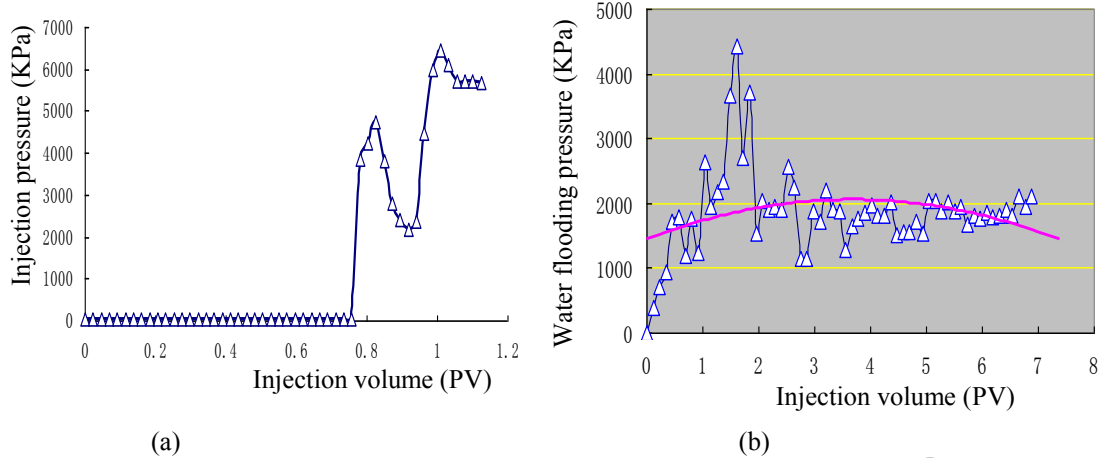 Injection pressure (KPa)
7000
6000
5000
4000
3000
2000
1000
0
0 0.2 0.4 0.6 0.8 1 1.2
Injection volume (PV)
(a)
Water flooding pressure (KPa)
5000
4000
3000
2000
1000
0
0 1 2 3 4 5 6 7 8
Injection volume (PV)
(b)